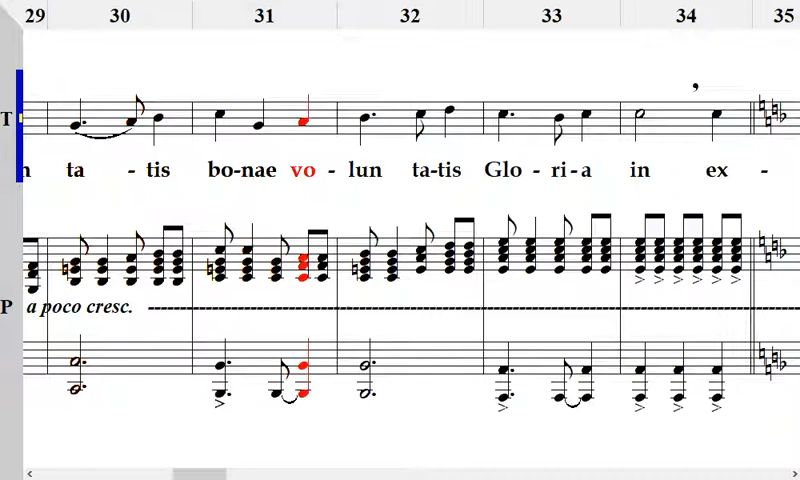 29 30 31 32 33 34 35
T
n ta - tis bo-nae vo - lun ta-tis Glo - ri-a in ex -
P a poco cresc.